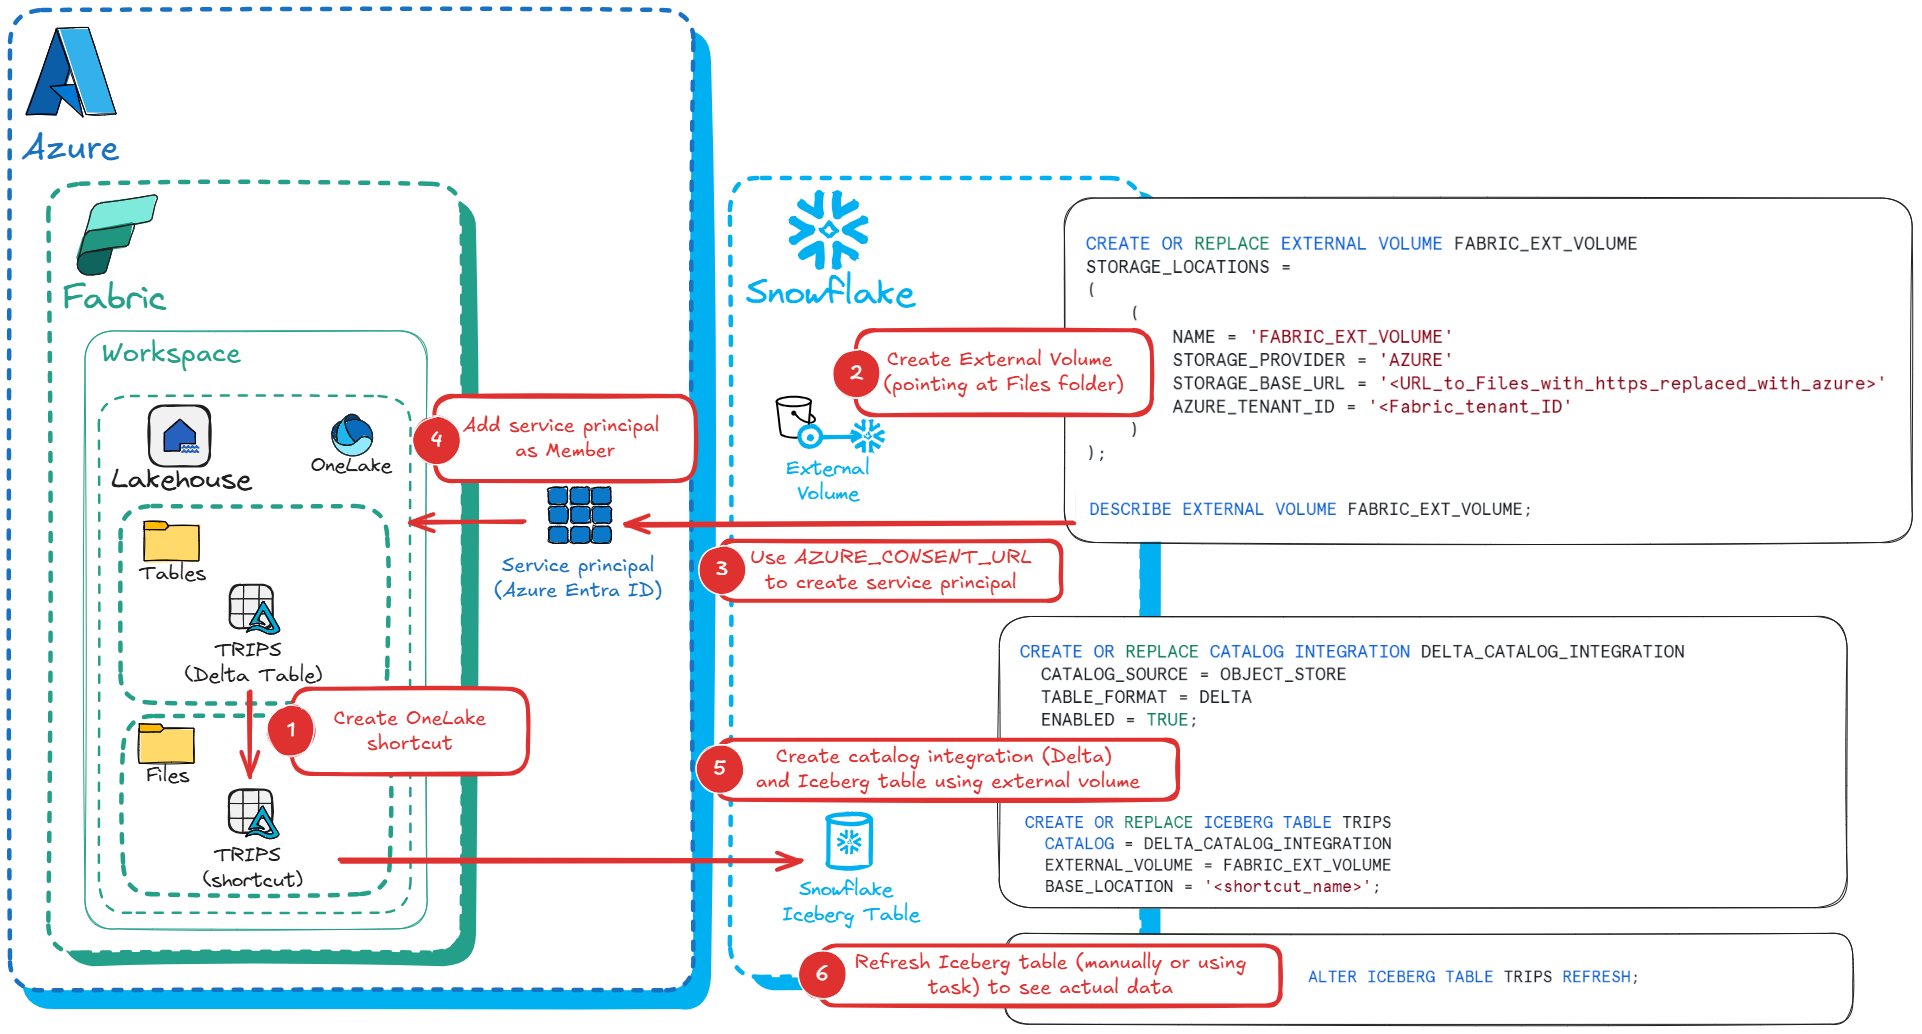 Azure
Fabric
Workspace
Lakehouse
OneLake
Tables
TRIPS
(Delta Table)
Files
TRIPS
(shortcut)
1
Create OneLake
shortcut
4
Add service principal
as Member
Service principal
(Azure Entra ID)
Snowflake
2
Create External Volume
(pointing at Files folder)
External
Volume
3
Use AZURE_CONSENT_URL
to create service principal
5
Create catalog integration (Delta)
and Iceberg table using external volume
Snowflake
Iceberg Table
6
Refresh Iceberg table (manually or using
task) to see actual data
CREATE OR REPLACE EXTERNAL VOLUME FABRIC_EXT_VOLUME
STORAGE_LOCATIONS =
(
(
NAME = 'FABRIC_EXT_VOLUME'
STORAGE_PROVIDER = 'AZURE'
STORAGE_BASE_URL = '<URL_to_Files_with_https_replaced_with_azure>'
AZURE_TENANT_ID = '<Fabric_tenant_ID'
)
);
DESCRIBE EXTERNAL VOLUME FABRIC_EXT_VOLUME;
CREATE OR REPLACE CATALOG INTEGRATION DELTA_CATALOG_INTEGRATION
CATALOG_SOURCE = OBJECT_STORE
TABLE_FORMAT = DELTA
ENABLED = TRUE;
CREATE OR REPLACE ICEBERG TABLE TRIPS
CATALOG = DELTA_CATALOG_INTEGRATION
EXTERNAL_VOLUME = FABRIC_EXT_VOLUME
BASE_LOCATION = '<shortcut_name>';
ALTER ICEBERG TABLE TRIPS REFRESH;